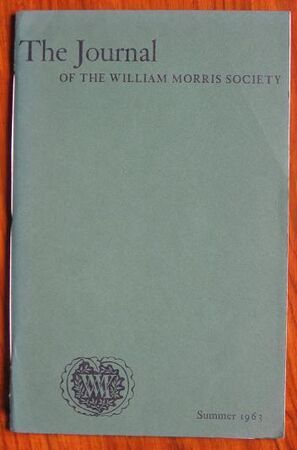 The Journal
OF THE WILLIAM MORRIS SOCIETY
Summer 1963